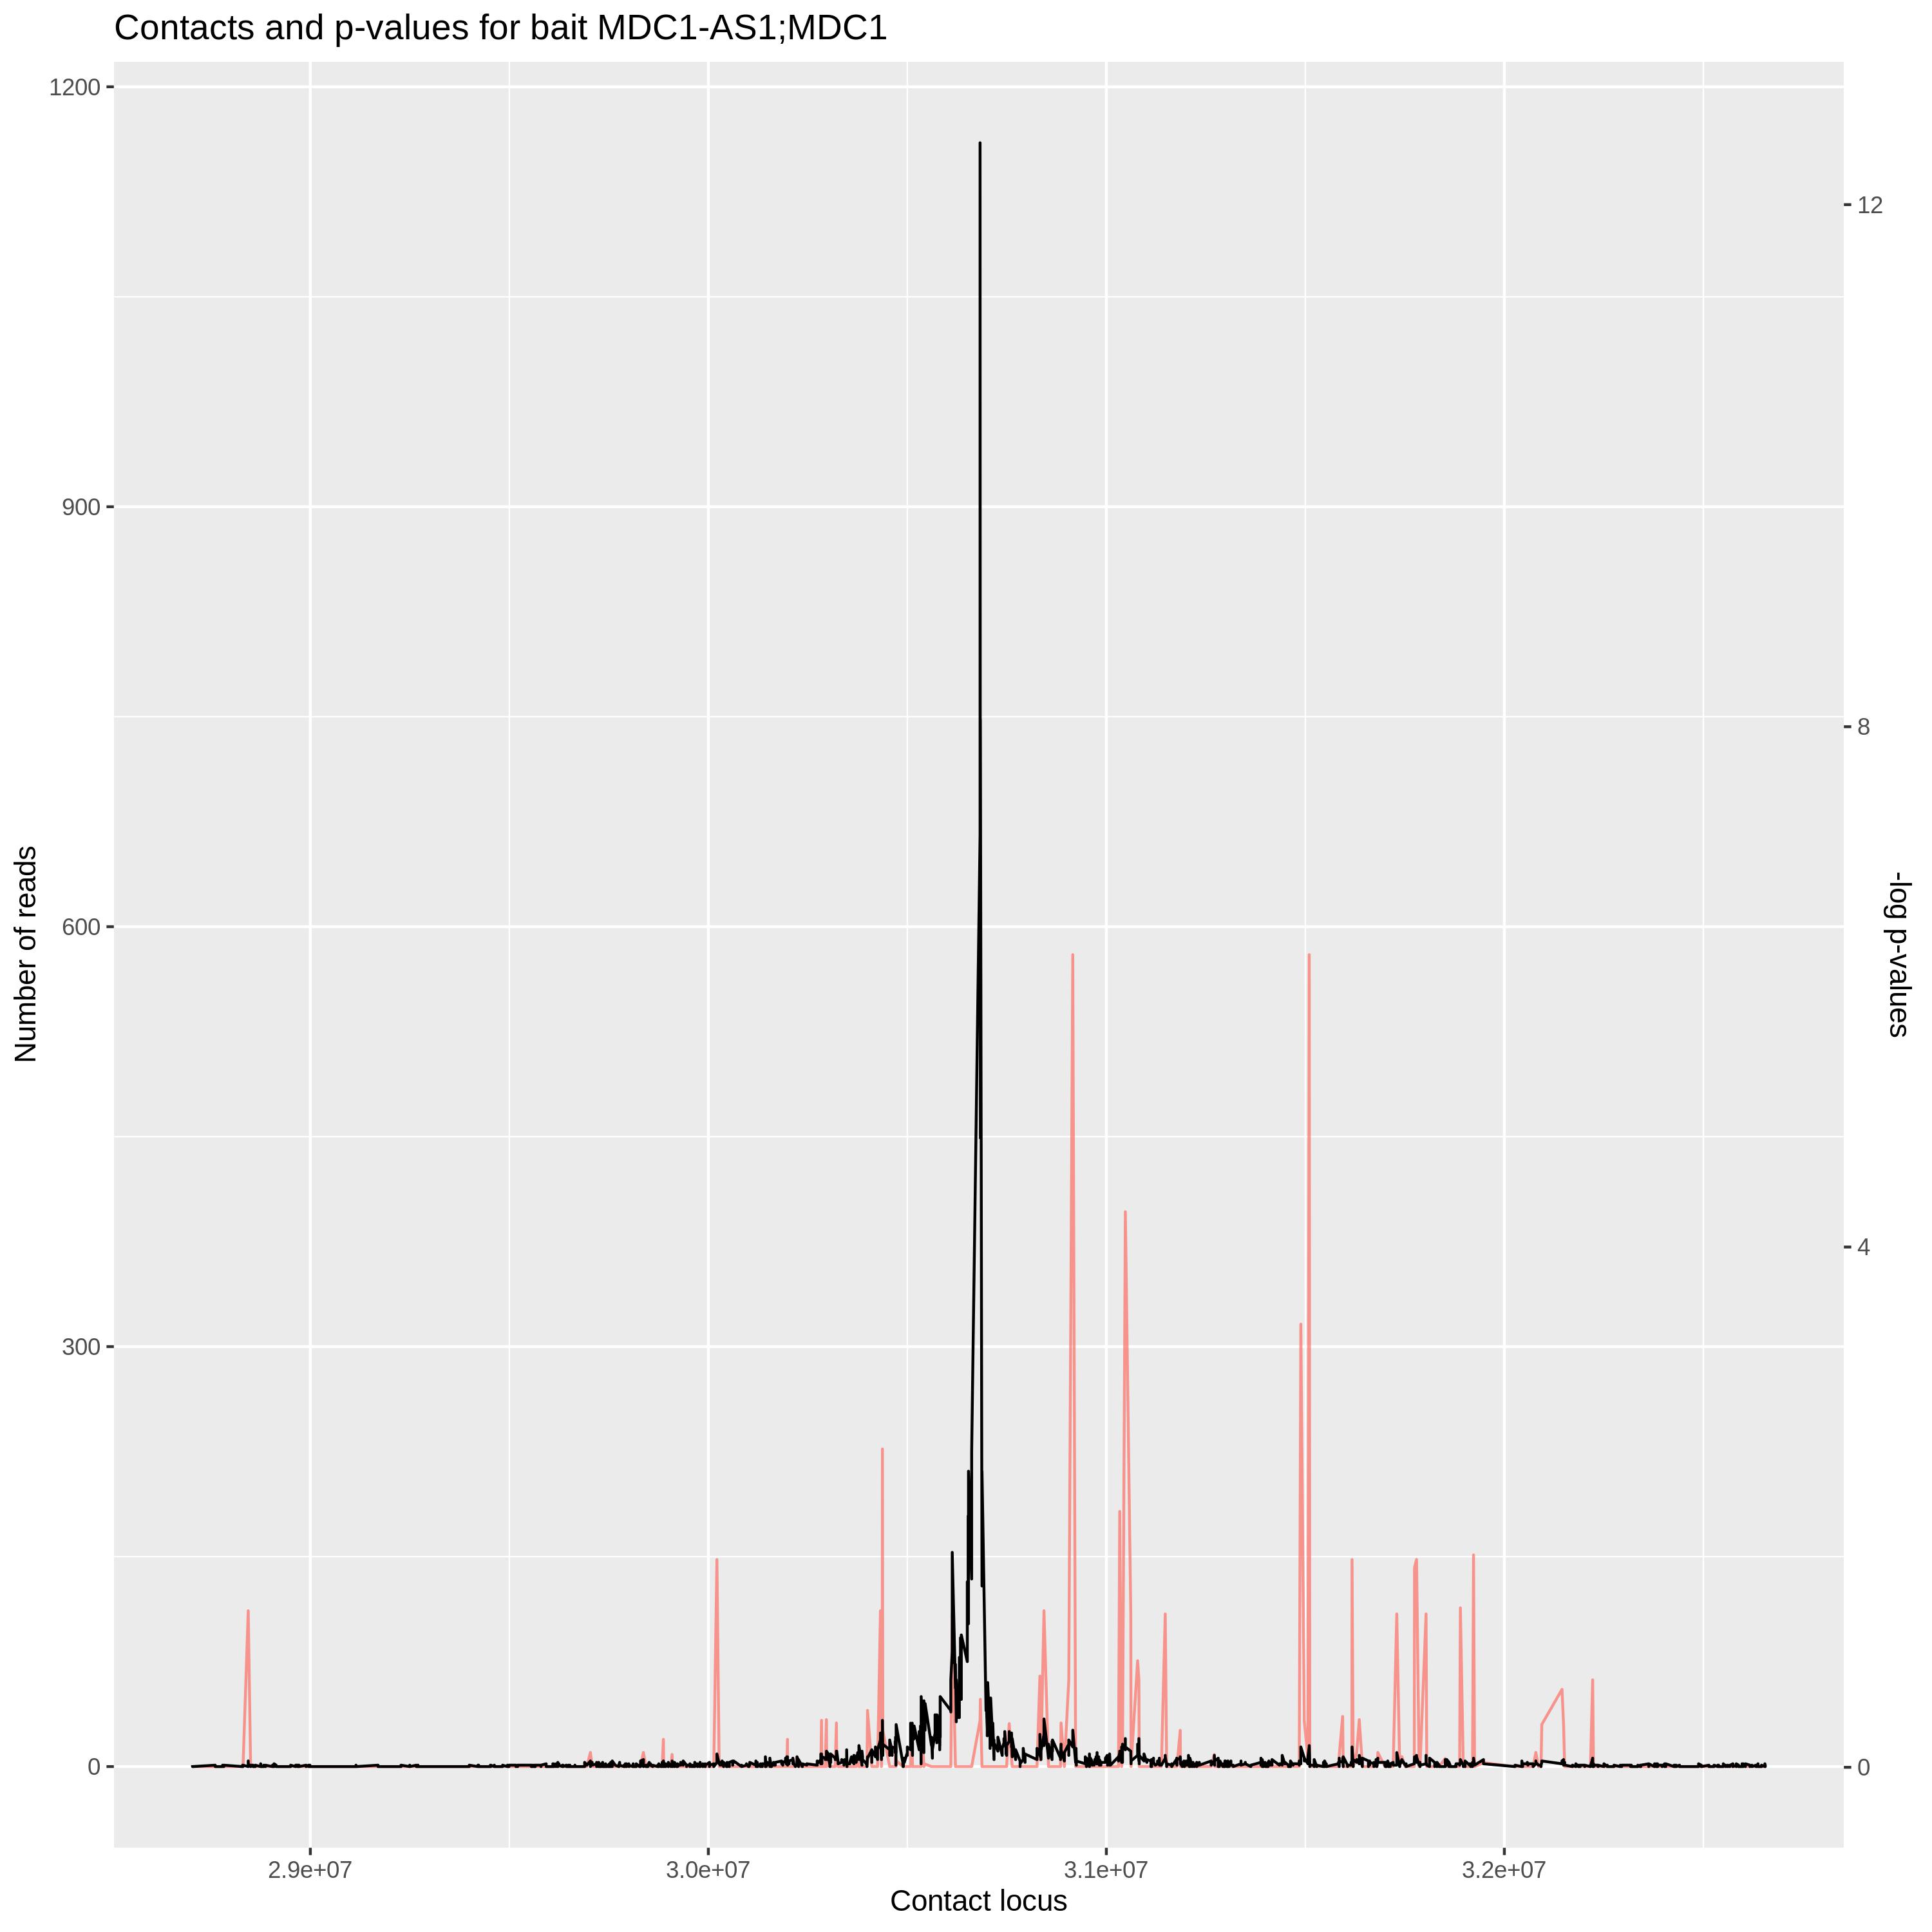 Contacts and p-values for bait MDC1-AS1;MDC1
1200
900
600
300
0
Number of reads
12
8
4
0
-log p-values
2.9e+07
3.0e+07
3.1e+07
3.2e+07
Contact locus